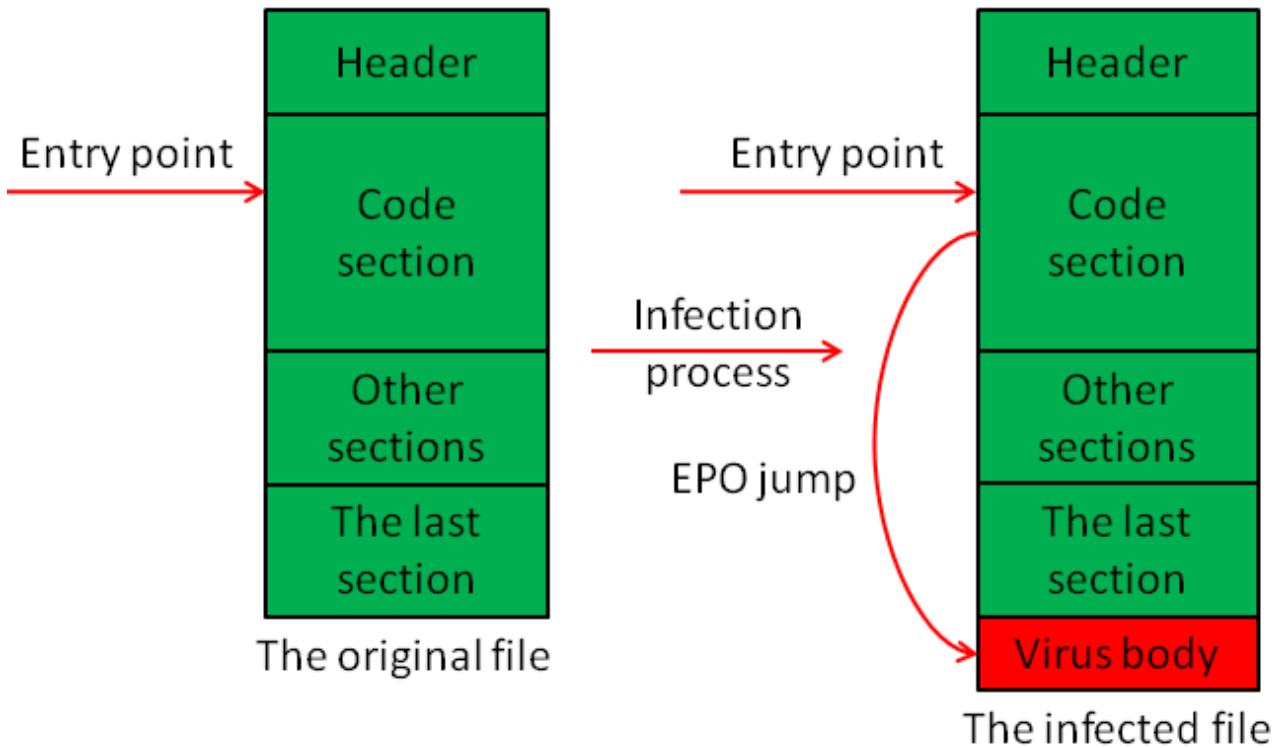 Header
Entry point
Code
section
Other
sections
The last
section
The original file
Infection
process
Header
Entry point
Code
section
EPO jump
Other
sections
The last
section
Virus body
The infected file